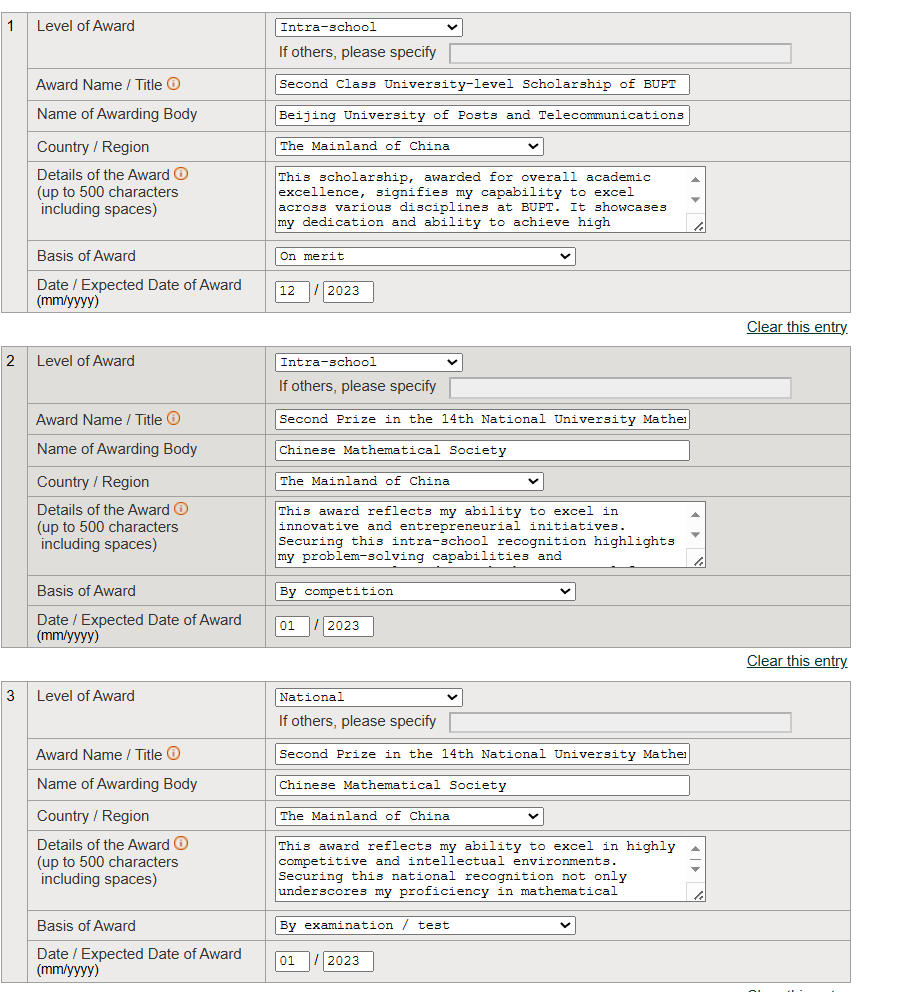 1
Level of Award
Intra-school
If others, please specify
Award Name / Title
Second Class University-level Scholarship of BUPT
Name of Awarding Body
Beijing University of Posts and Telecommunications
Country / Region
The Mainland of China
Details of the Award
(up to 500 characters
including spaces)
This scholarship, awarded for overall academic
excellence, signifies my capability to excel
across various disciplines at BUPT. It showcases
my dedication and ability to achieve high
Basis of Award
On merit
Date / Expected Date of Award
(mm/yyyy)
12 / 2023
Clear this entry
2
Level of Award
Intra-school
If others, please specify
Award Name / Title
Second Prize in the 14th National University Mathe
Name of Awarding Body
Chinese Mathematical Society
Country / Region
The Mainland of China
Details of the Award
(up to 500 characters
including spaces)
This award reflects my ability to excel in
innovative and entrepreneurial initiatives.
Securing this intra-school recognition highlights
my problem-solving capabilities and
Basis of Award
By competition
Date / Expected Date of Award
(mm/yyyy)
01 / 2023
Clear this entry
3
Level of Award
National
If others, please specify
Award Name / Title
Second Prize in the 14th National University Mathe
Name of Awarding Body
Chinese Mathematical Society
Country / Region
The Mainland of China
Details of the Award
(up to 500 characters
including spaces)
This award reflects my ability to excel in highly
competitive and intellectual environments.
Securing this national recognition not only
underscores my proficiency in mathematical
Basis of Award
By examination / test
Date / Expected Date of Award
(mm/yyyy)
01 / 2023